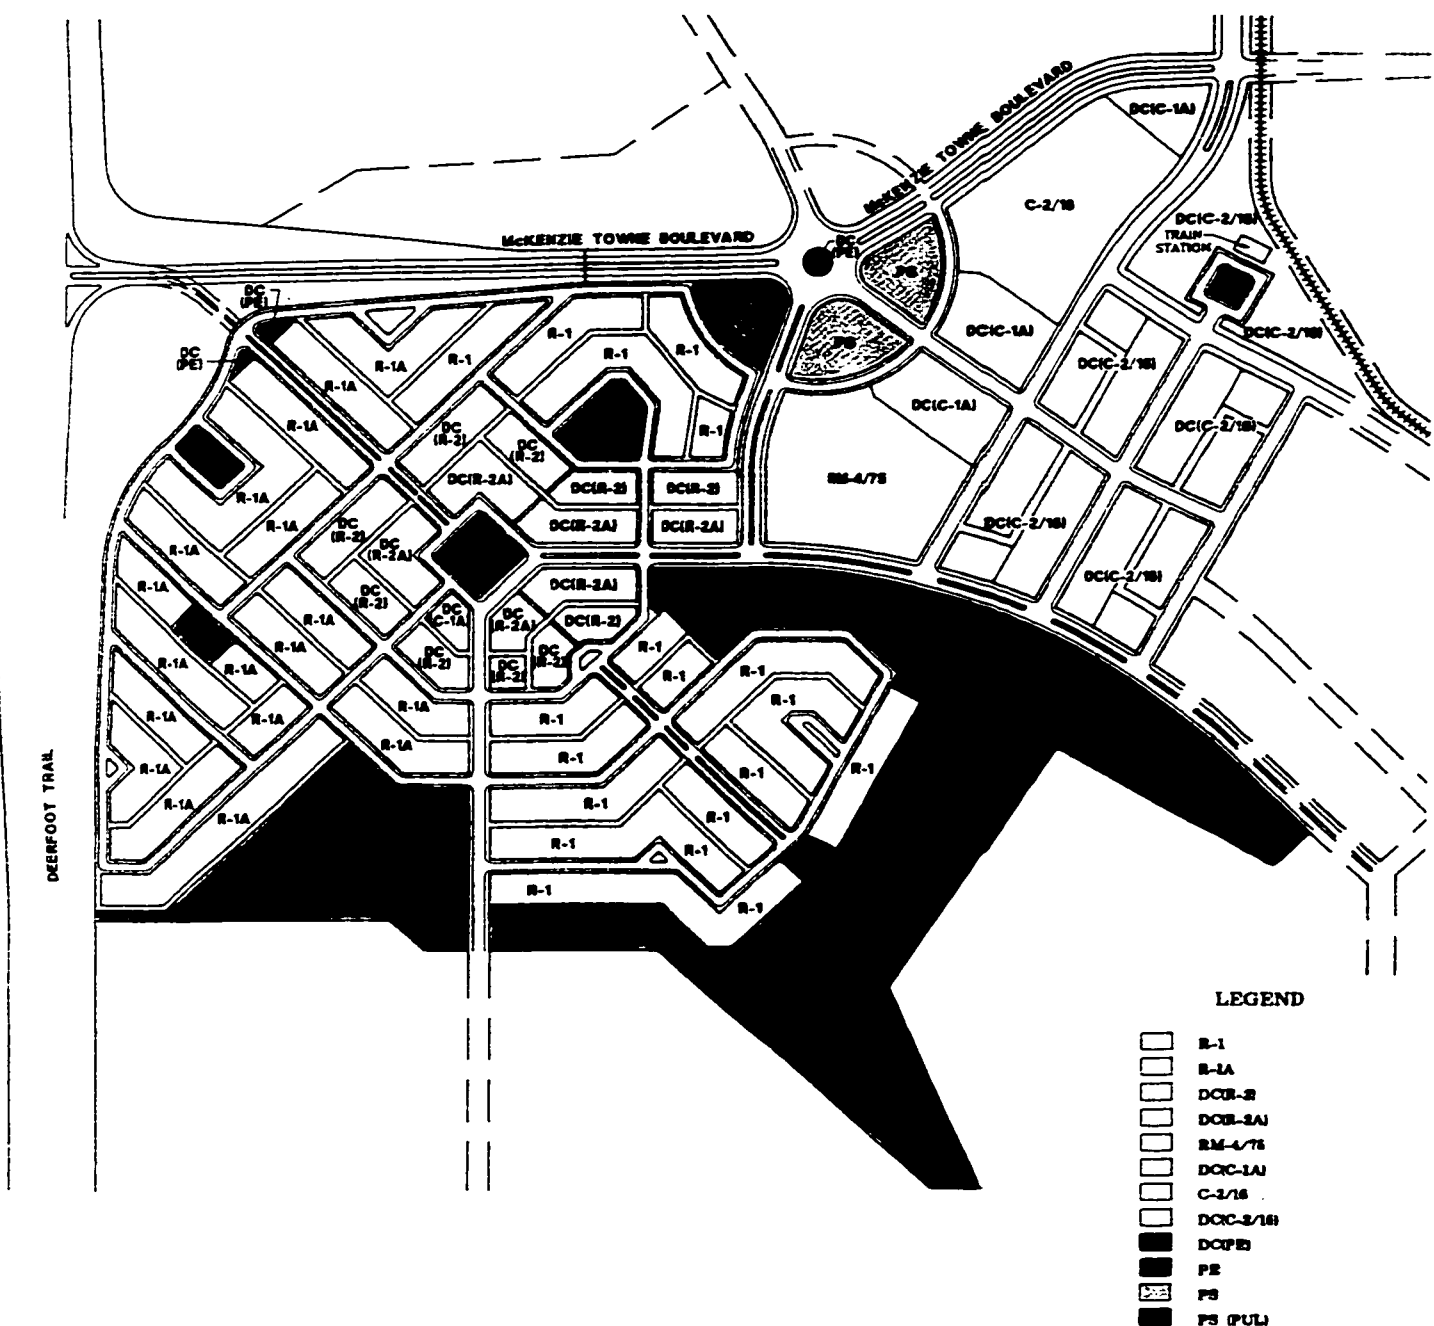 McKENZIE TOWNE BOULEVARD
DC(C-1A)
C-2/16
DC(C-2/16)
TRAIN
STATION
McKENZIE TOWNE BOULEVARD
DC
(PE)
PS
DC
(PE)
DC(C-2/16)
R-1
DC(C-1A)
PS
DC
(PE)
R-1A
R-1
R-1
R-1
DC(C-2/16)
R-1A
DC(C-1A)
R-1A
DC
(R-2)
R-1
DC(C-2/16)
DC
(R-2)
DC(R-2A)
RM-4/75
R-1A
DC(R-2)
DC(R-2)
R-1A
DC
(R-2)
DC(R-2A)
DC(R-2A)
DC(C-2/16)
R-1A
DC
(R-2A)
R-1A
DC
(R-2)
DC(R-2A)
DC(C-2/16)
R-1A
DC
(C-1A)
DC
(R-2A)
DC(R-2)
R-1A
R-1A
R-1A
DC
(R-2)
DC
(R-2)
DC
(R-2)
R-1
R-1
R-1
R-1
R-1A
R-1A
R-1A
R-1
R-1A
R-1
R-1A
R-1
R-1
R-1A
R-1
R-1
R-1A
R-1
R-1
R-1
R-1
DEERFOOT TRAIL
LEGEND
R-1
R-1A
DC(R-2)
DC(R-2A)
RM-4/75
DC(C-1A)
C-2/16
DC(C-2/16)
DC(PE)
PE
PS
PS (PUL)